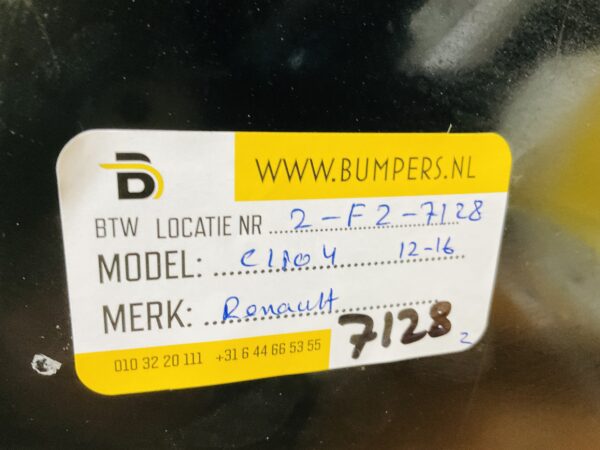 B
WWW.BUMPERS.NL
BTW LOCATIE NR 2-F2-7128
MODEL: Clio 4 12-16
MERK: Renault
7128 2
010 32 20 111 +31 6 44 66 53 55